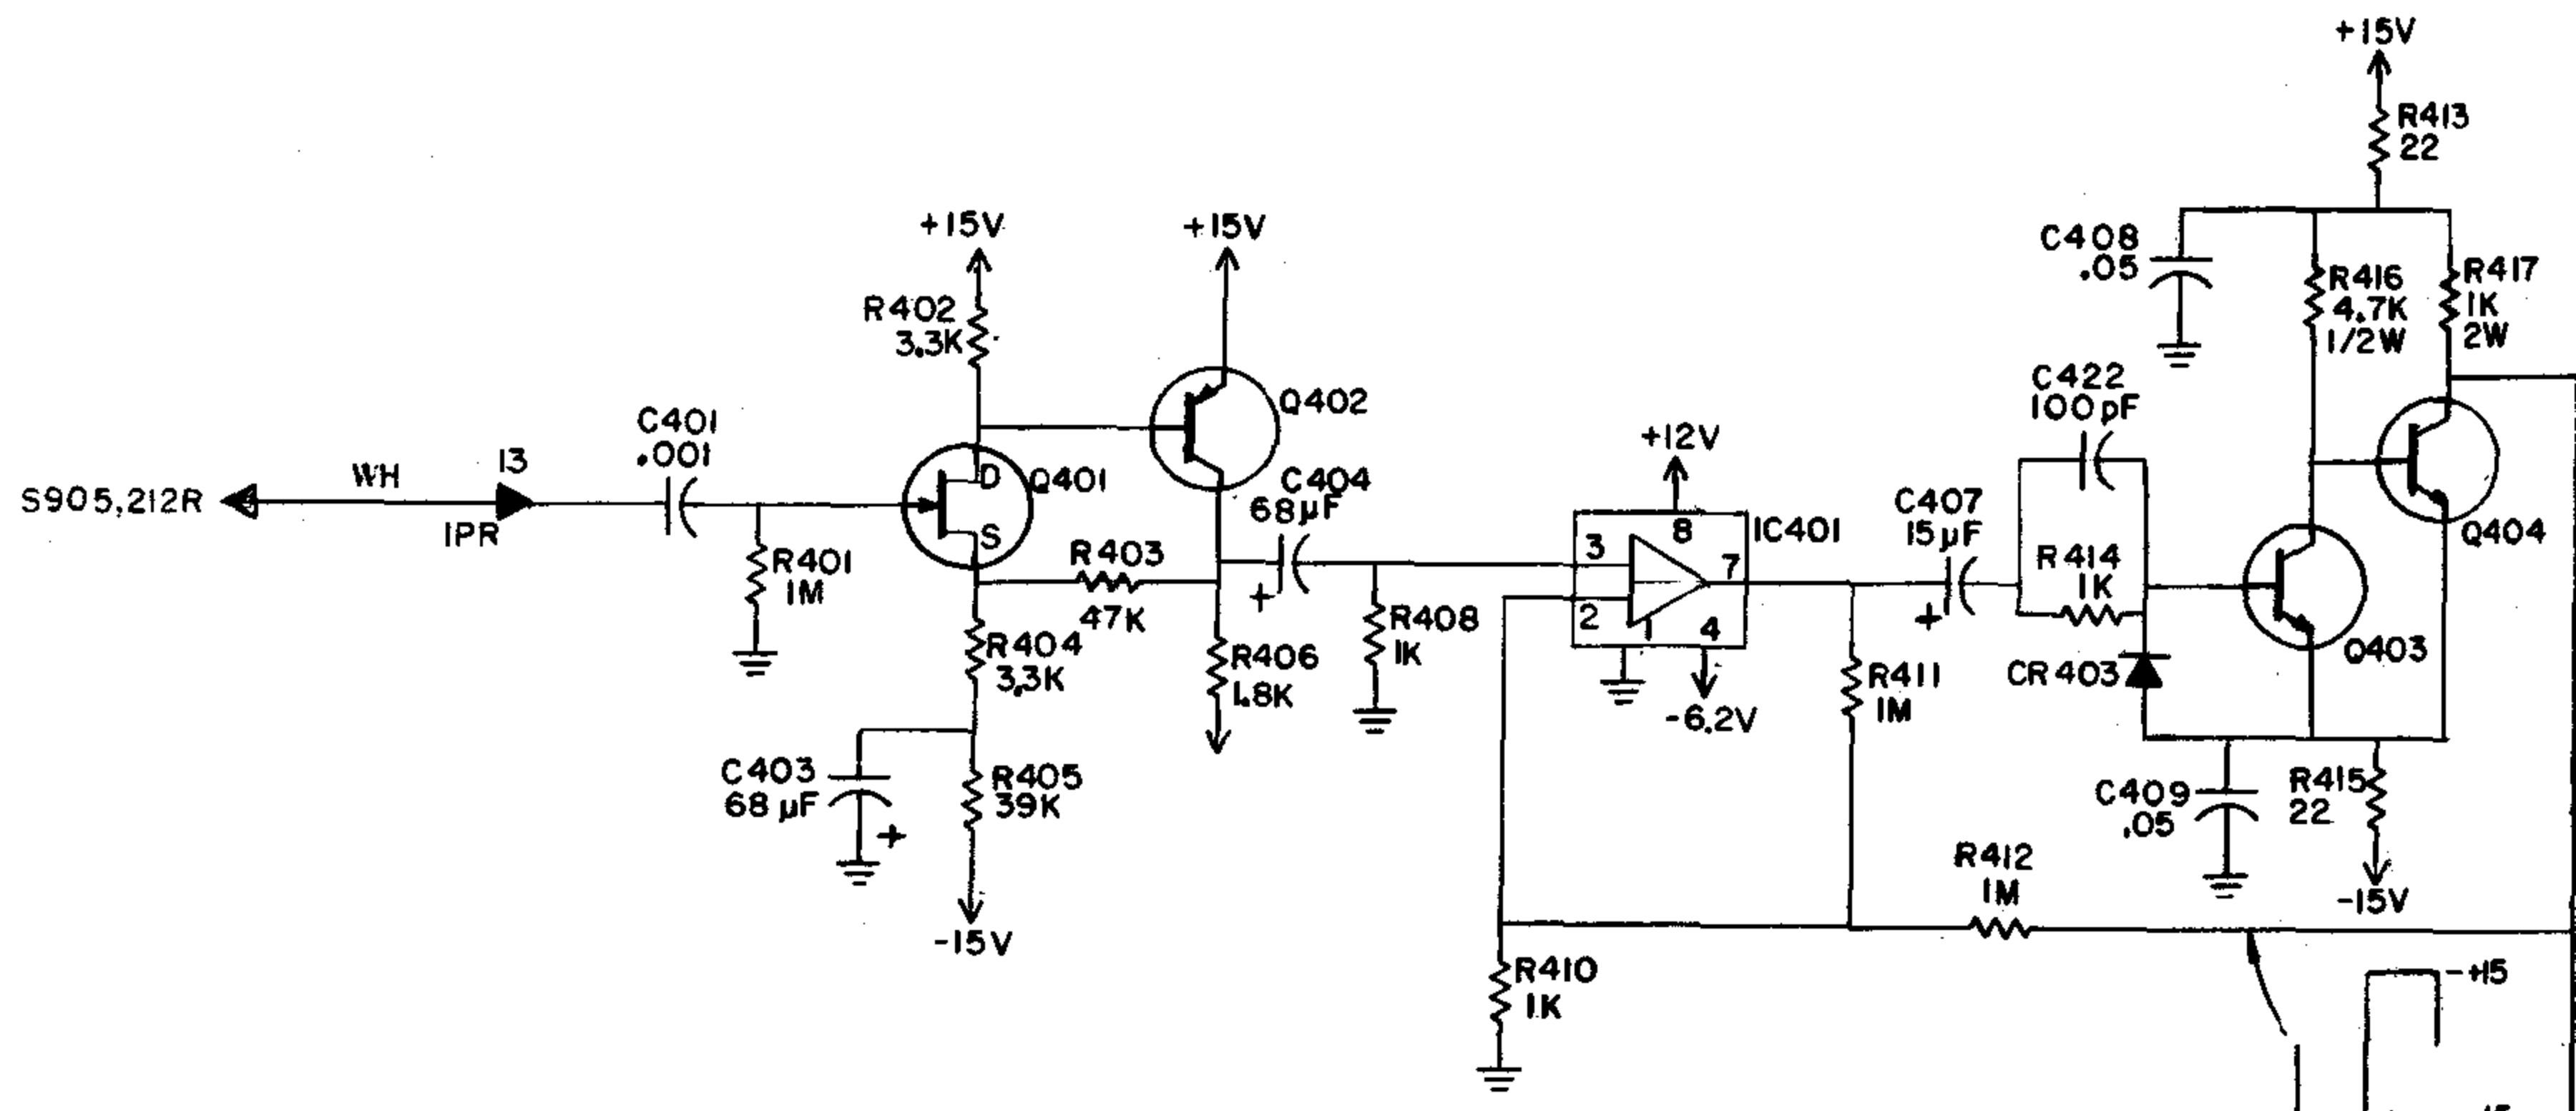 +15V
R413
22
+15V
+15V
C408
.05
R416
4.7K
1/2W
R417
1K
2W
R402
3.3K
C422
100pF
Q402
C401
.001
13
WH
S905,212R
1PR
D
Q401
S
C404
68µF
+
+12V
8
IC401
3
2
7
1
4
-6.2V
C407
15µF
+
R414
1K
Q404
Q403
CR403
R401
1M
R403
47K
R404
3.3K
R406
1.8K
R408
1K
R411
1M
C403
68µF
+
R405
39K
-15V
C409
.05
R415
22
-15V
R412
1M
R410
1K
-+15